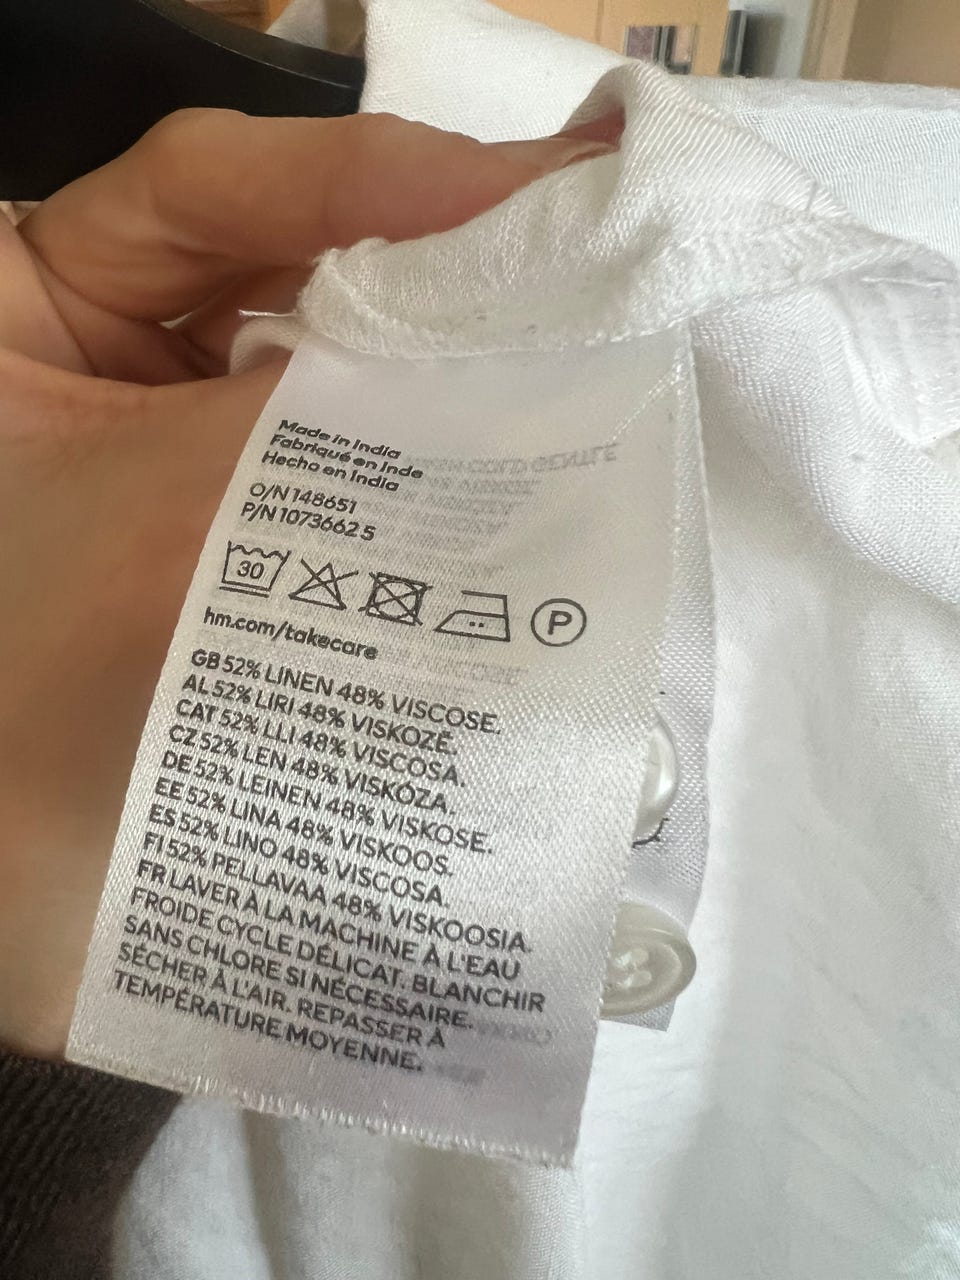 Made in India
Fabriqué en Inde
Hecho en India
O/N 148651
P/N 1073662 5
30
P
hm.com/takecare
GB 52% LINEN 48% VISCOSE.
AL 52% LIRI 48% VISKOZË.
CAT 52% LLI 48% VISCOSA.
CZ 52% LEN 48% VISKÓZA.
DE 52% LEINEN 48% VISKOSE.
EE 52% LINA 48% VISKOOS.
ES 52% LINO 48% VISCOSA.
FI 52% PELLAVAA 48% VISKOOSIA.
FR LAVER À LA MACHINE À L'EAU
FROIDE CYCLE DÉLICAT. BLANCHIR
SANS CHLORE SI NÉCESSAIRE.
SÉCHER À L'AIR. REPASSER À
TEMPÉRATURE MOYENNE.